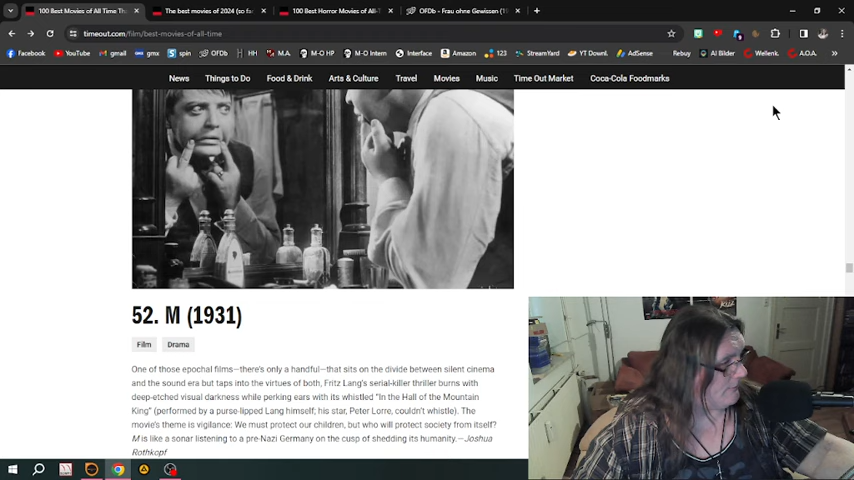 100 Best Movies of All Time Th
The best movies of 2024 (so fa
100 Best Horror Movies of All-T
OFDb - Frau ohne Gewissen (19
timeout.com/film/best-movies-of-all-time
Facebook YouTube gmail gmx spin OFDb HH M.A. M-O HP M-O Intern Interface Amazon 123 StreamYard YT Downl. AdSense Rebuy AI Bilder Wellenk. A.O.A.
News Things to Do Food & Drink Arts & Culture Travel Movies Music Time Out Market Coca-Cola Foodmarks
52. M (1931)
Film Drama
One of those epochal films—there's only a handful—that sits on the divide between silent cinema
and the sound era but taps into the virtues of both, Fritz Lang's serial-killer thriller burns with
deep-etched visual darkness while perking ears with its whistled "In the Hall of the Mountain
King" (performed by a purse-lipped Lang himself; his star, Peter Lorre, couldn't whistle). The
movie's theme is vigilance: We must protect our children, but who will protect society from itself?
M is like a sonar listening to a pre-Nazi Germany on the cusp of shedding its humanity.—Joshua
Rothkopf